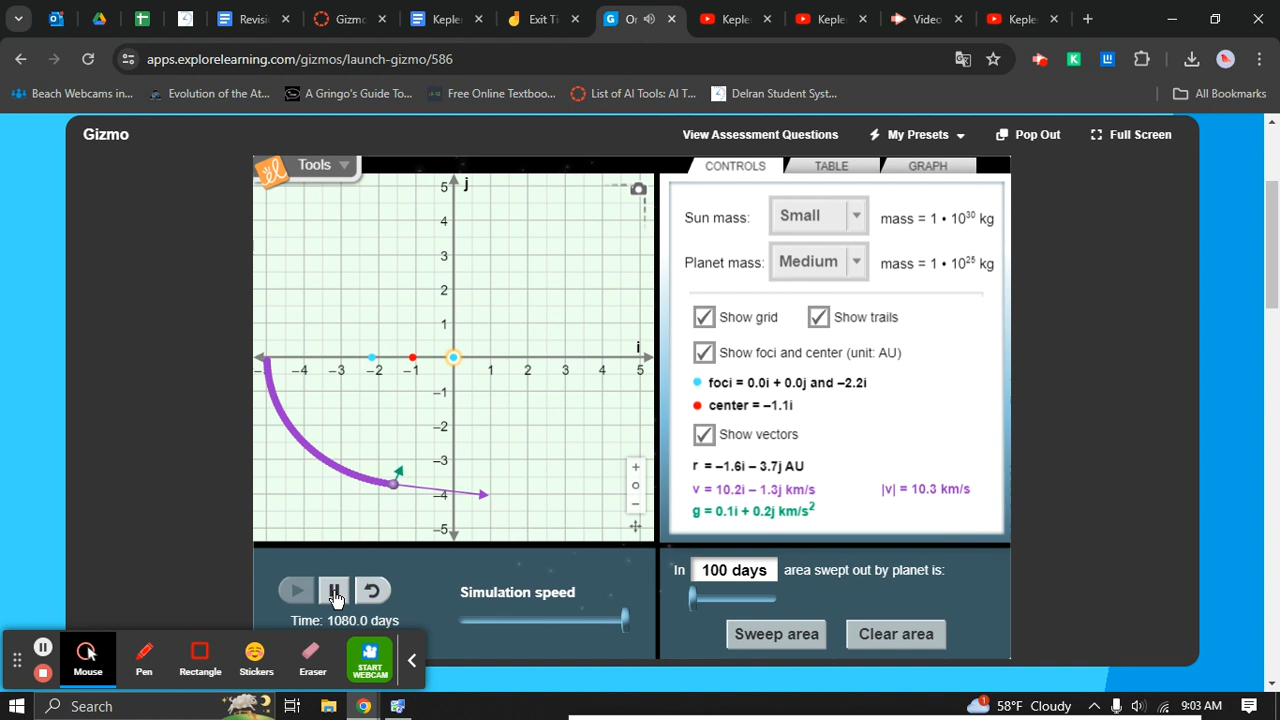 Revisi
Gizmo
Kepler
Exit Ti
Or
Keple
Keple
Video
Keple
apps.explorelearning.com/gizmos/launch-gizmo/586
Beach Webcams in...
Evolution of the At...
A Gringo's Guide To...
Free Online Textboo...
List of AI Tools: AI T...
Delran Student Syst...
All Bookmarks
Gizmo
View Assessment Questions
My Presets
Pop Out
Full Screen
Tools
CONTROLS
TABLE
GRAPH
j
5
4
3
2
1
i
–4 –3 –2 –1 1 2 3 4 5
–1
–2
–3
–4
–5
Sun mass: Small mass = 1 • 10³⁰ kg
Planet mass: Medium mass = 1 • 10²⁵ kg
Show grid Show trails
Show foci and center (unit: AU)
foci = 0.0i + 0.0j and –2.2i
center = –1.1i
Show vectors
r = –1.6i – 3.7j AU
v = 10.2i – 1.3j km/s |v| = 10.3 km/s
g = 0.1i + 0.2j km/s²
Simulation speed
Time: 1080.0 days
In 100 days area swept out by planet is:
Sweep area Clear area
Mouse
Pen
Rectangle
Stickers
Eraser
START WEBCAM
Search
1
58°F Cloudy
9:03 AM